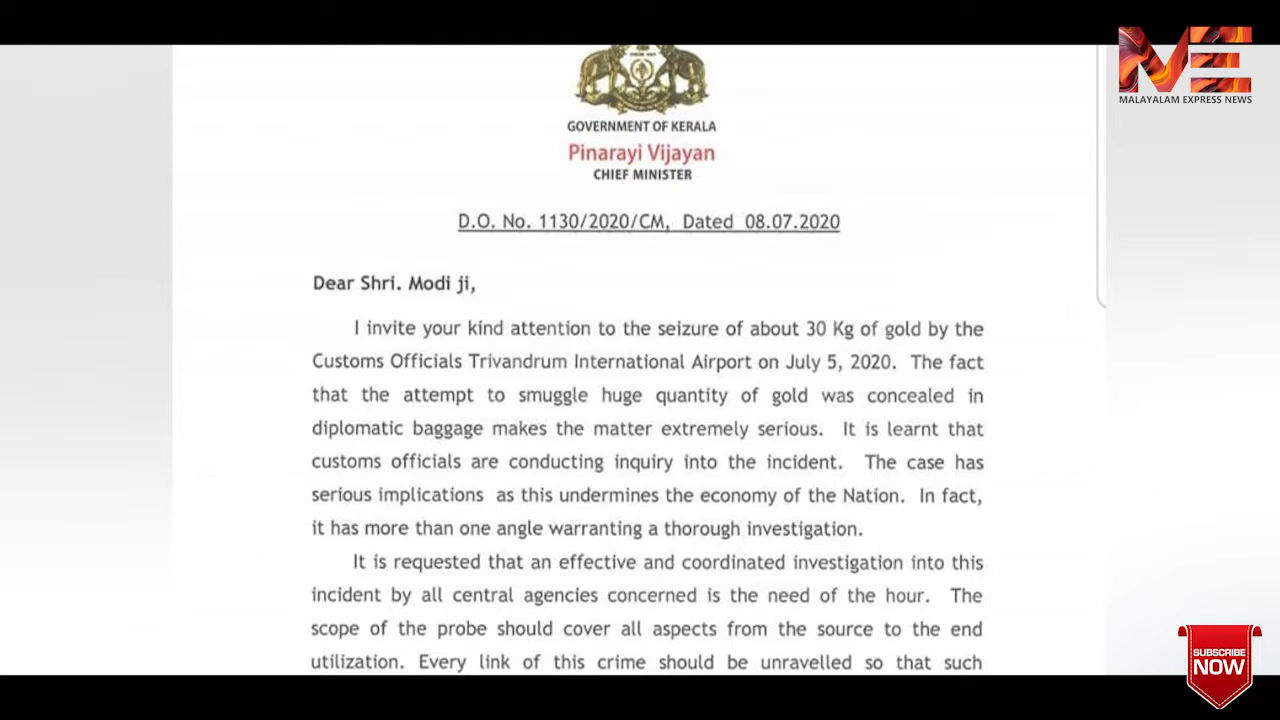 MALAYALAM EXPRESS NEWS
GOVERNMENT OF KERALA
Pinarayi Vijayan
CHIEF MINISTER
D.O. No. 1130/2020/CM, Dated 08.07.2020
Dear Shri. Modi ji,
I invite your kind attention to the seizure of about 30 Kg of gold by the
Customs Officials Trivandrum International Airport on July 5, 2020. The fact
that the attempt to smuggle huge quantity of gold was concealed in
diplomatic baggage makes the matter extremely serious. It is learnt that
customs officials are conducting inquiry into the incident. The case has
serious implications as this undermines the economy of the Nation. In fact,
it has more than one angle warranting a thorough investigation.
It is requested that an effective and coordinated investigation into this
incident by all central agencies concerned is the need of the hour. The
scope of the probe should cover all aspects from the source to the end
utilization. Every link of this crime should be unravelled so that such
SUBSCRIBE
NOW